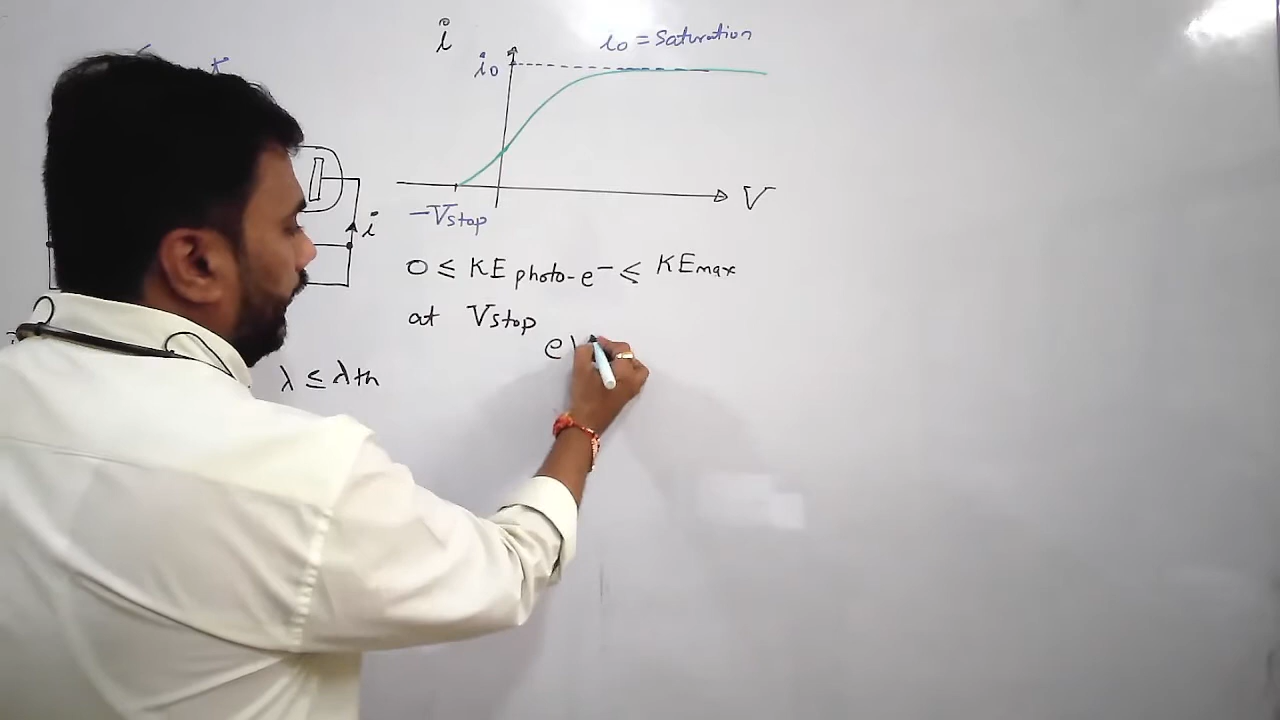 i
i₀ = Saturation
i₀
V
-Vstop
i
0 ≤ KE photo-e⁻ ≤ KEmax
at Vstop
e
λ ≤ λth